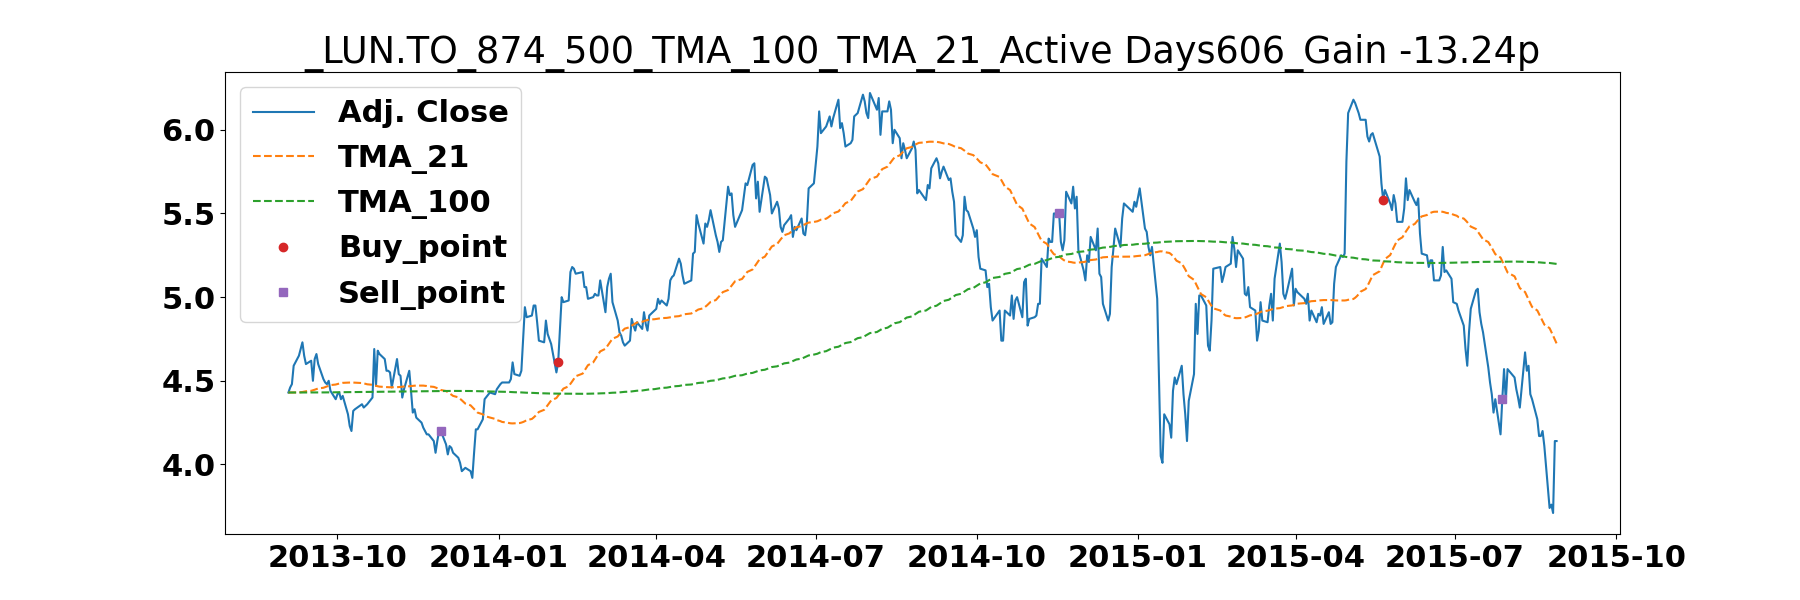 _LUN.TO_874_500_TMA_100_TMA_21_Active Days606_Gain -13.24p
Adj. Close
TMA_21
TMA_100
Buy_point
Sell_point
6.0
5.5
5.0
4.5
4.0
2013-10 2014-01 2014-04 2014-07 2014-10 2015-01 2015-04 2015-07 2015-10